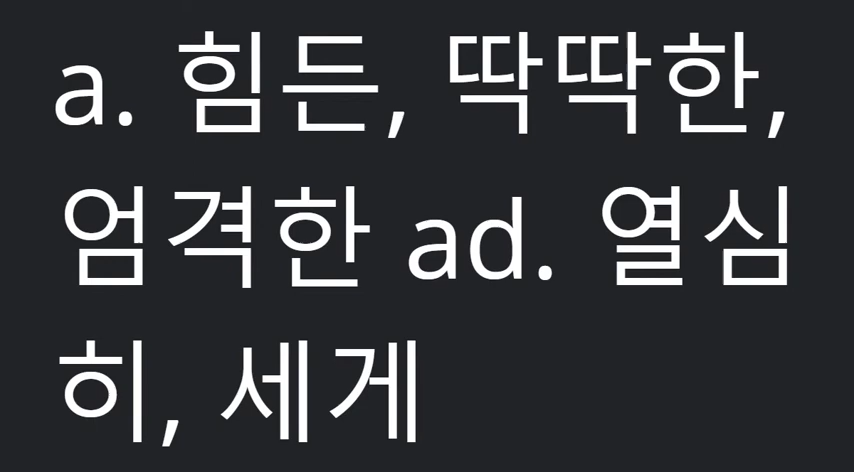 a. 힘든, 딱딱한,
엄격한 ad. 열심
히, 세게